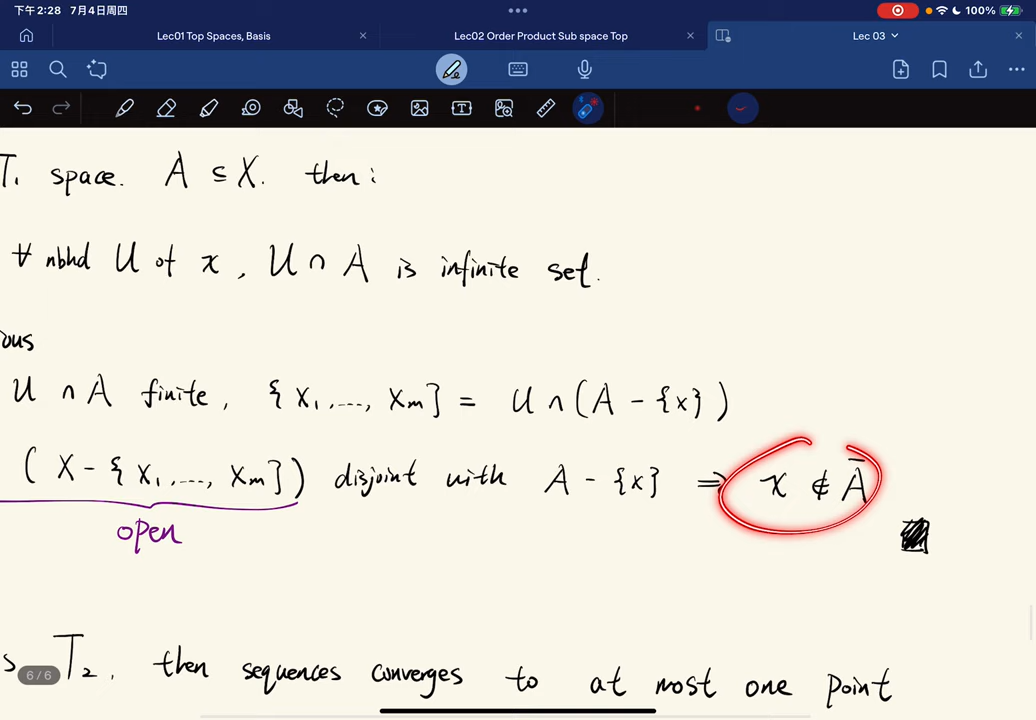 下午2:28 7月4日周四
100%
Lec01 Top Spaces, Basis
Lec02 Order Product Sub space Top
Lec 03
T₁ space. A ⊆ X. then:
∀ nbhd U of x, U ∩ A is infinite set.
ous
U ∩ A finite, {x₁,...., xₘ} = U ∩ (A - {x})
(X - {x₁,...., xₘ}) disjoint with A - {x} ⇒ x ∉ Ā
open
s T₂, then sequences converges to at most one point
6/6